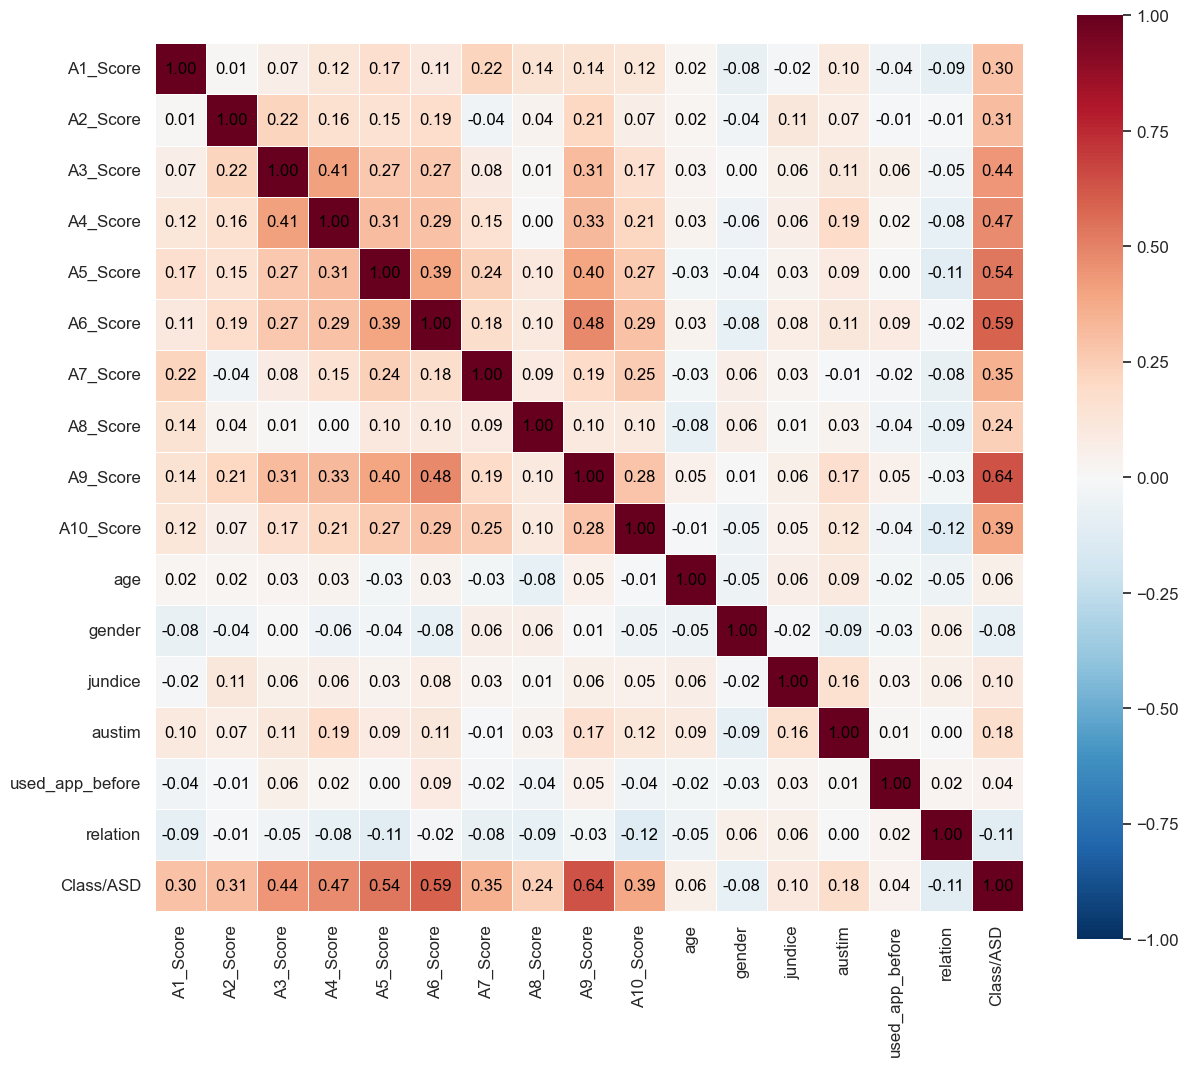 A1_Score 1.00 0.01 0.07 0.12 0.17 0.11 0.22 0.14 0.14 0.12 0.02 -0.08 -0.02 0.10 -0.04 -0.09 0.30
A2_Score 0.01 1.00 0.22 0.16 0.15 0.19 -0.04 0.04 0.21 0.07 0.02 -0.04 0.11 0.07 -0.01 -0.01 0.31
A3_Score 0.07 0.22 1.00 0.41 0.27 0.27 0.08 0.01 0.31 0.17 0.03 0.00 0.06 0.11 0.06 -0.05 0.44
A4_Score 0.12 0.16 0.41 1.00 0.31 0.29 0.15 0.00 0.33 0.21 0.03 -0.06 0.06 0.19 0.02 -0.08 0.47
A5_Score 0.17 0.15 0.27 0.31 1.00 0.39 0.24 0.10 0.40 0.27 -0.03 -0.04 0.03 0.09 0.00 -0.11 0.54
A6_Score 0.11 0.19 0.27 0.29 0.39 1.00 0.18 0.10 0.48 0.29 0.03 -0.08 0.08 0.11 0.09 -0.02 0.59
A7_Score 0.22 -0.04 0.08 0.15 0.24 0.18 1.00 0.09 0.19 0.25 -0.03 0.06 0.03 -0.01 -0.02 -0.08 0.35
A8_Score 0.14 0.04 0.01 0.00 0.10 0.10 0.09 1.00 0.10 0.10 -0.08 0.06 0.01 0.03 -0.04 -0.09 0.24
A9_Score 0.14 0.21 0.31 0.33 0.40 0.48 0.19 0.10 1.00 0.28 0.05 0.01 0.06 0.17 0.05 -0.03 0.64
A10_Score 0.12 0.07 0.17 0.21 0.27 0.29 0.25 0.10 0.28 1.00 -0.01 -0.05 0.05 0.12 -0.04 -0.12 0.39
age 0.02 0.02 0.03 0.03 -0.03 0.03 -0.03 -0.08 0.05 -0.01 1.00 -0.05 0.06 0.09 -0.02 -0.05 0.06
gender -0.08 -0.04 0.00 -0.06 -0.04 -0.08 0.06 0.06 0.01 -0.05 -0.05 1.00 -0.02 -0.09 -0.03 0.06 -0.08
jundice -0.02 0.11 0.06 0.06 0.03 0.08 0.03 0.01 0.06 0.05 0.06 -0.02 1.00 0.16 0.03 0.06 0.10
austim 0.10 0.07 0.11 0.19 0.09 0.11 -0.01 0.03 0.17 0.12 0.09 -0.09 0.16 1.00 0.01 0.00 0.18
used_app_before -0.04 -0.01 0.06 0.02 0.00 0.09 -0.02 -0.04 0.05 -0.04 -0.02 -0.03 0.03 0.01 1.00 0.02 0.04
relation -0.09 -0.01 -0.05 -0.08 -0.11 -0.02 -0.08 -0.09 -0.03 -0.12 -0.05 0.06 0.06 0.00 0.02 1.00 -0.11
Class/ASD 0.30 0.31 0.44 0.47 0.54 0.59 0.35 0.24 0.64 0.39 0.06 -0.08 0.10 0.18 0.04 -0.11 1.00
A1_Score
A2_Score
A3_Score
A4_Score
A5_Score
A6_Score
A7_Score
A8_Score
A9_Score
A10_Score
age
gender
jundice
austim
used_app_before
relation
Class/ASD
1.00
0.75
0.50
0.25
0.00
−0.25
−0.50
−0.75
−1.00